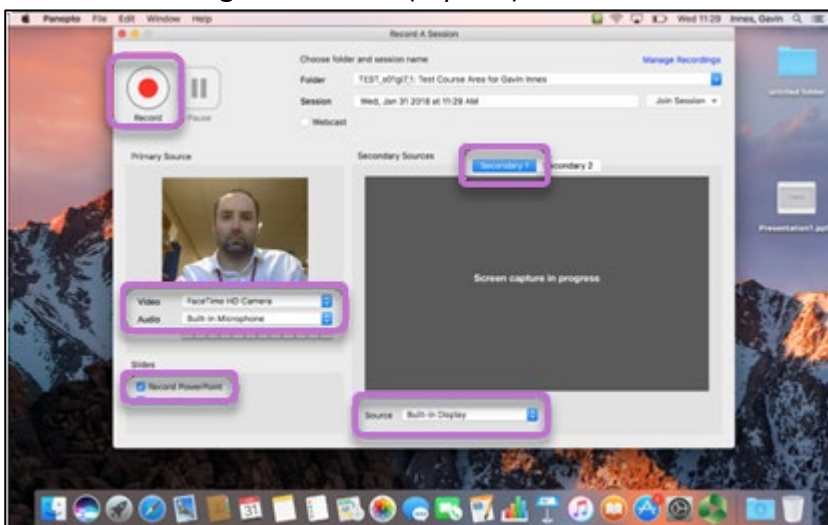 Panopto File Edit Window Help
Wed 11:29 Innes, Gavin
Record A Session
Choose folder and session name
Manage Recordings
Folder
TEST_s01gi7_1: Test Course Area for Gavin Innes
Session
Wed, Jan 31 2018 at 11:29 AM
Join Session
Webcast
Record
Pause
Primary Source
Secondary Sources
Secondary 1
Secondary 2
Screen capture in progress
Video
FaceTime HD Camera
Audio
Built-in Microphone
Slides
Record PowerPoint
Source
Built-in Display
untitled folder
Presentation1.ppt
31